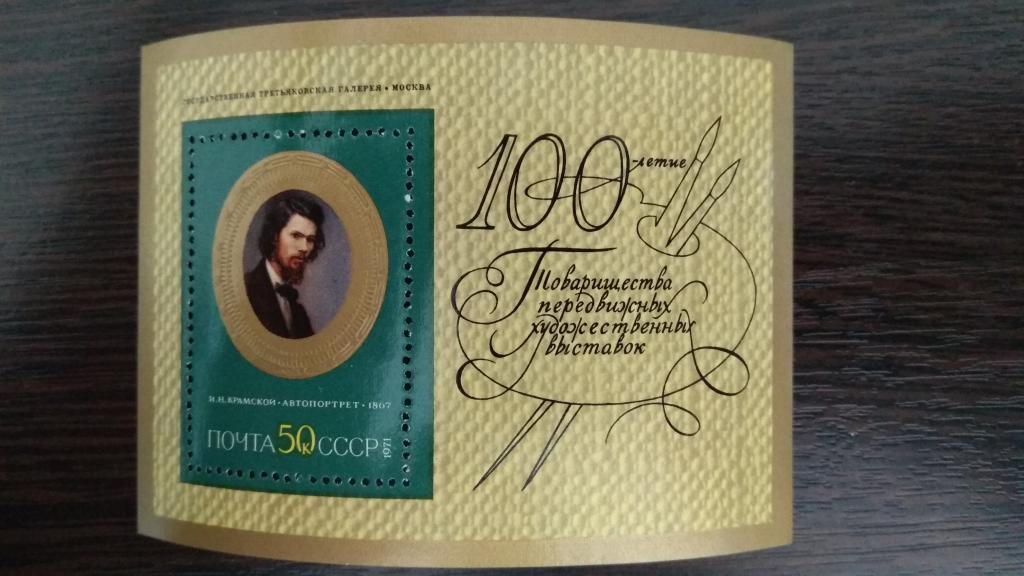 ГОСУДАРСТВЕННАЯ ТРЕТЬЯКОВСКАЯ ГАЛЕРЕЯ • МОСКВА
И.Н.КРАМСКОЙ • АВТОПОРТРЕТ • 1867
ПОЧТА 50к СССР 1971
100-летие
Товарищества
передвижных
художественных
выставок